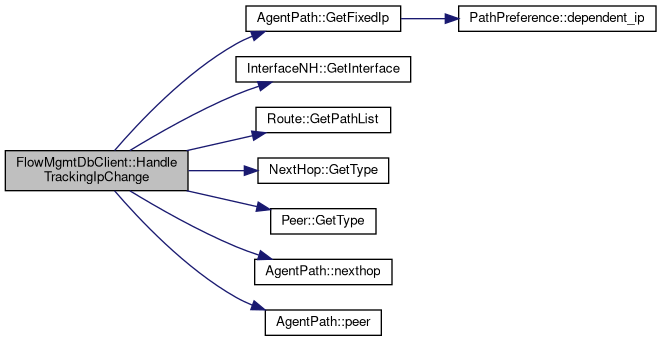 AgentPath::GetFixedIp
PathPreference::dependent_ip
InterfaceNH::GetInterface
Route::GetPathList
FlowMgmtDbClient::Handle
TrackingIpChange
NextHop::GetType
Peer::GetType
AgentPath::nexthop
AgentPath::peer